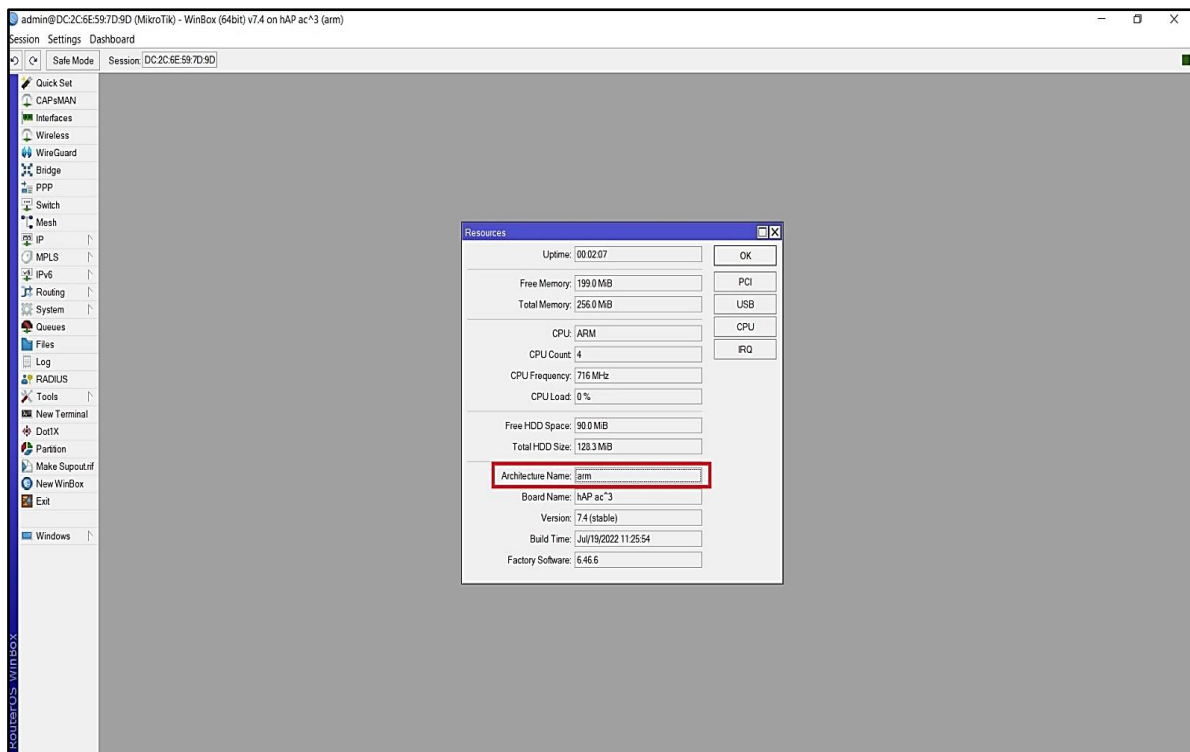 admin@DC:2C:6E:59:7D:9D (MikroTik) - WinBox (64bit) v7.4 on hAP ac^3 (arm)
Session Settings Dashboard
Safe Mode Session: DC:2C:6E:59:7D:9D
Quick Set
CAPsMAN
Interfaces
Wireless
WireGuard
Bridge
PPP
Switch
Mesh
IP
MPLS
IPv6
Routing
System
Queues
Files
Log
RADIUS
Tools
New Terminal
Dot1X
Partition
Make Supout.rif
New WinBox
Exit
Windows
RouterOS WinBox
Resources
Uptime: 00:02:07
OK
Free Memory: 199.0 MiB
PCI
Total Memory: 256.0 MiB
USB
CPU: ARM
CPU
CPU Count: 4
IRQ
CPU Frequency: 716 MHz
CPU Load: 0 %
Free HDD Space: 90.0 MiB
Total HDD Size: 128.3 MiB
Architecture Name: arm
Board Name: hAP ac^3
Version: 7.4 (stable)
Build Time: Jul/19/2022 11:25:54
Factory Software: 6.46.6